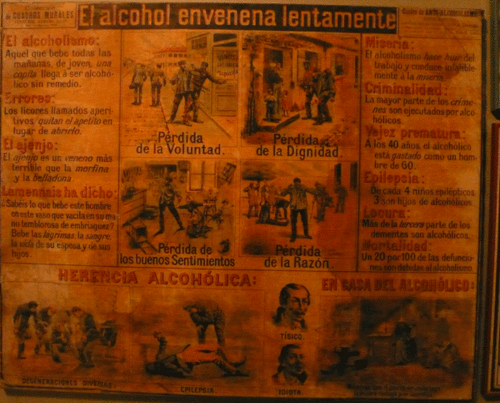 El alcohol envenena lentamente
de CUADROS MURALES
El alcoholismo:
Aquel que bebe todas las
mañanas, de joven, una
copita llega á ser alcohó-
lico sin remedio.
Errores:
Los licores llamados aperi-
tivos quitan el apetito en
lugar de abrirlo.
El ajenjo:
El ajenjo es un veneno más
terrible que la morfina
y la belladona
Lamennais ha dicho:
¿Sabéis lo que bebe este hombre
en este vaso que vacila en su ma
no temblorosa de embriaguez?
Bebe las lágrimas, la sangre,
la vida de su esposa y de sus
hijos
Pérdida
de la Voluntad.
Pérdida
de la Dignidad.
Pérdida de
los buenos Sentimientos
Pérdida
de la Razón.
Miseria:
El alcoholismo hace huir del
trabajo y conduce infalible-
mente á la miseria.
Criminalidad:
La mayor parte de los críme
nes son ejecutados por alco
hólicos.
Vejez prematura:
A los 40 años, el alcohólico
está gastado como un hom-
bre de 60.
Epilepsia:
De cada 4 niños epilépticos,
3 son hijos de alcohólicos.
Locura:
Más de la tercera parte de los
dementes son alcohólicos.
Mortalidad:
Un 20 por 100 de las defuncio-
nes son debidas al alcoholismo
HERENCIA ALCOHÓLICA:
EN CASA DEL ALCOHÓLICO:
TÍSICO.
DEGENERACIONES DIVERSAS.
EPILEPSIA.
IDIOTA.